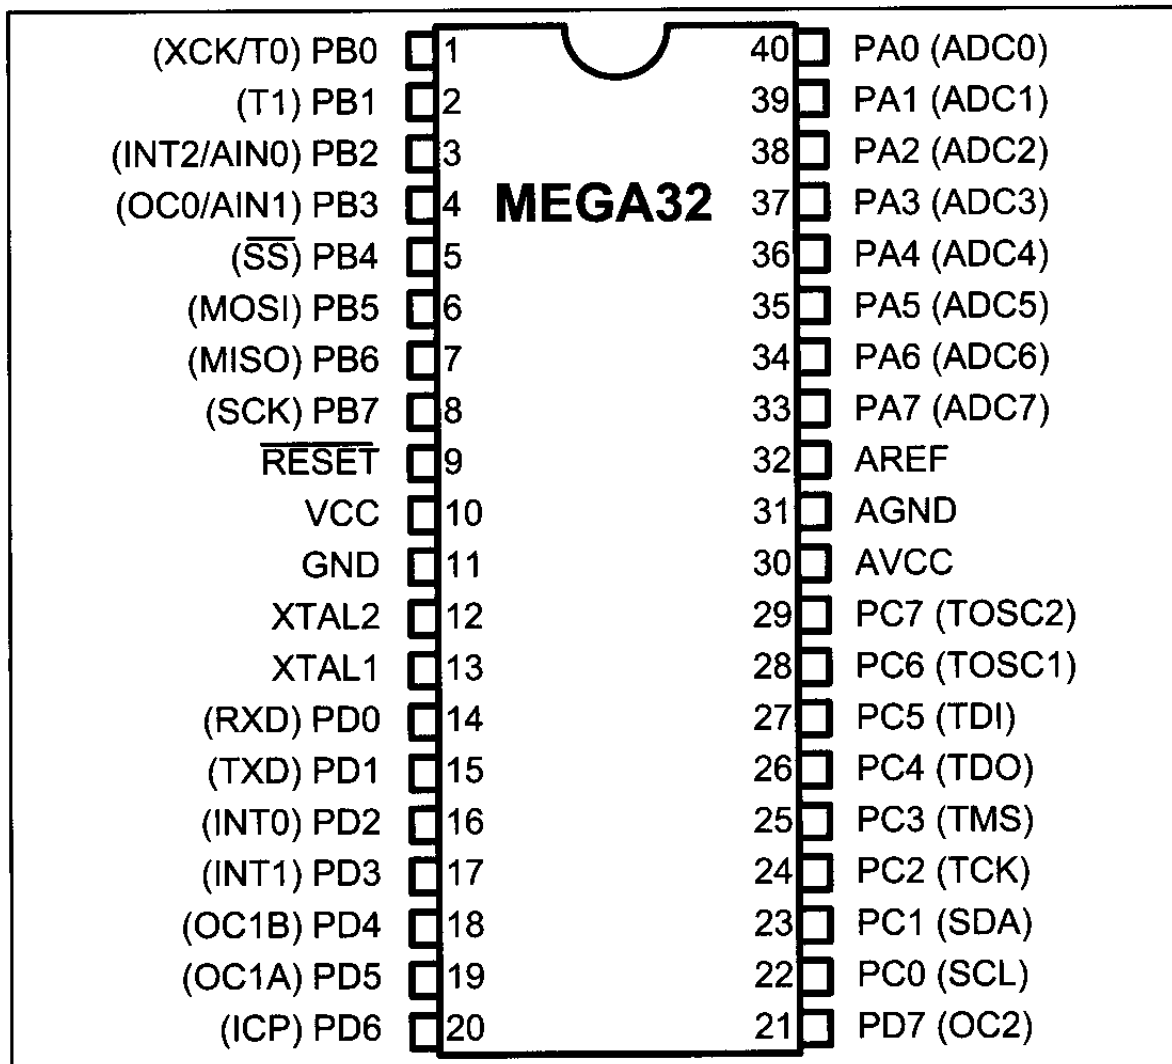 (XCK/T0) PB0 1 40 PA0 (ADC0)
(T1) PB1 2 39 PA1 (ADC1)
(INT2/AIN0) PB2 3 38 PA2 (ADC2)
(OC0/AIN1) PB3 4 MEGA32 37 PA3 (ADC3)
(SS) PB4 5 36 PA4 (ADC4)
(MOSI) PB5 6 35 PA5 (ADC5)
(MISO) PB6 7 34 PA6 (ADC6)
(SCK) PB7 8 33 PA7 (ADC7)
RESET 9 32 AREF
VCC 10 31 AGND
GND 11 30 AVCC
XTAL2 12 29 PC7 (TOSC2)
XTAL1 13 28 PC6 (TOSC1)
(RXD) PD0 14 27 PC5 (TDI)
(TXD) PD1 15 26 PC4 (TDO)
(INT0) PD2 16 25 PC3 (TMS)
(INT1) PD3 17 24 PC2 (TCK)
(OC1B) PD4 18 23 PC1 (SDA)
(OC1A) PD5 19 22 PC0 (SCL)
(ICP) PD6 20 21 PD7 (OC2)